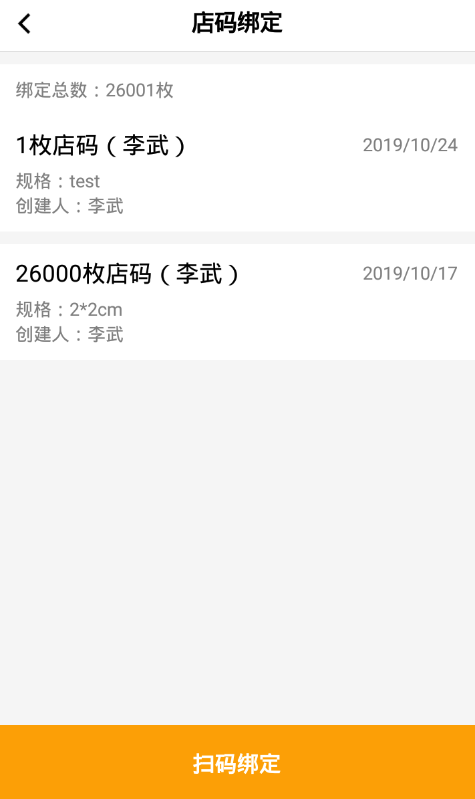 店码绑定
绑定总数：26001枚
1枚店码（李武） 2019/10/24
规格：test
创建人：李武
26000枚店码（李武） 2019/10/17
规格：2*2cm
创建人：李武
扫码绑定